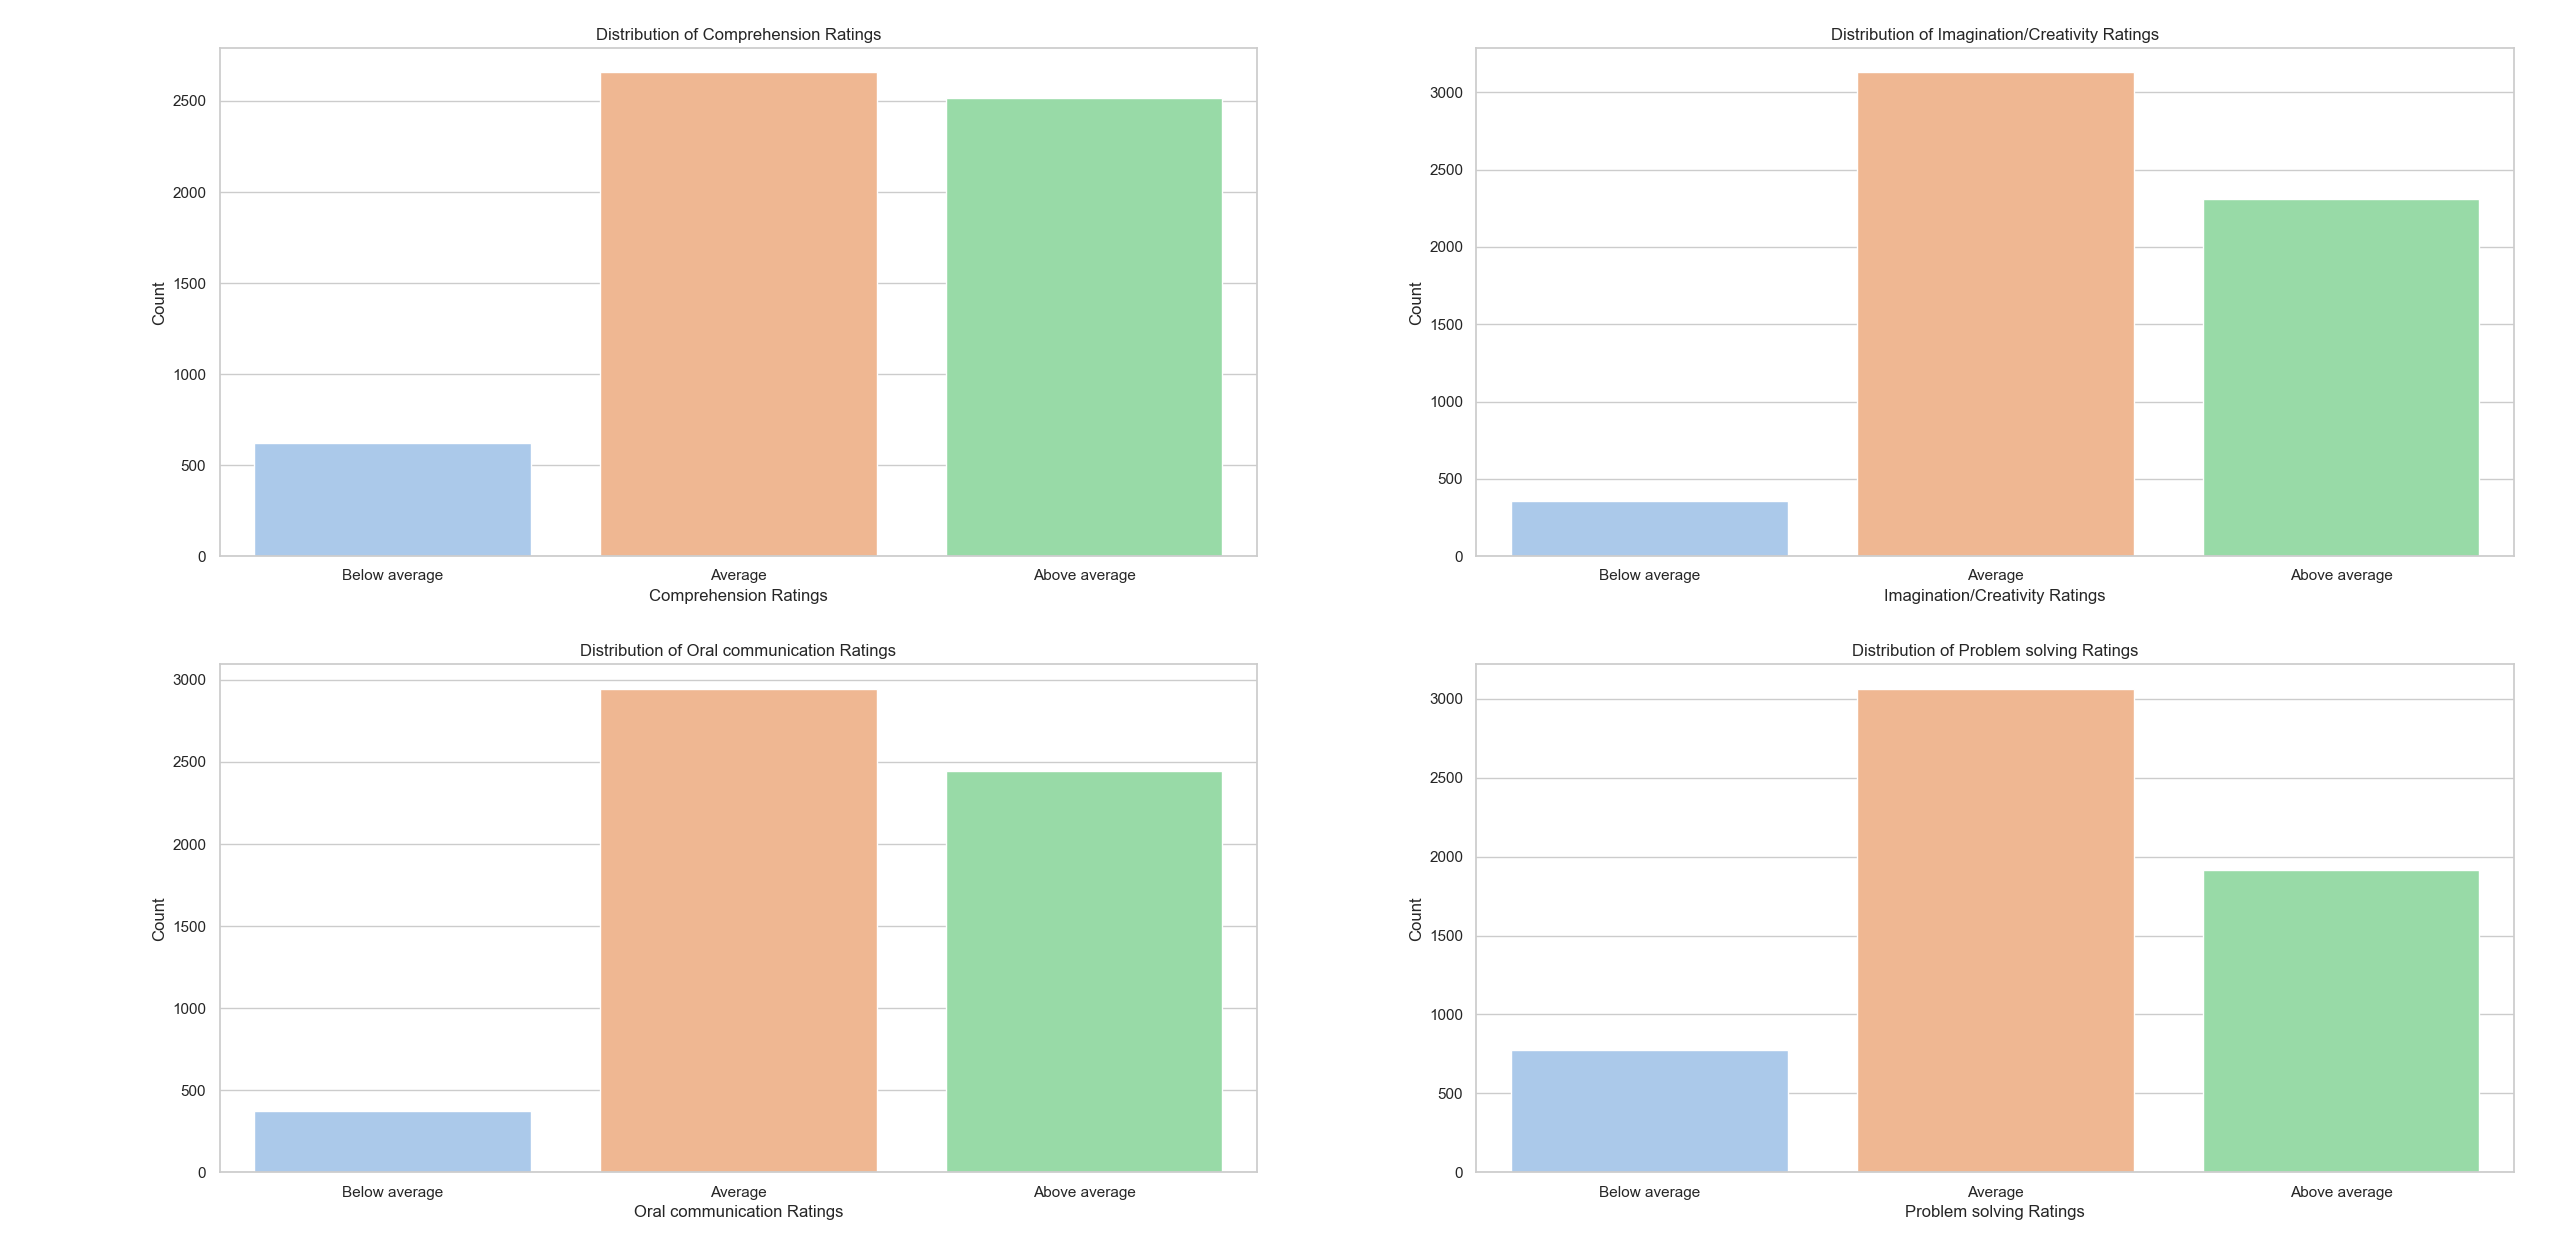 Distribution of Comprehension Ratings
2500
2000
1500
1000
500
0
Count
Below average Average Above average
Comprehension Ratings
Distribution of Imagination/Creativity Ratings
3000
2500
2000
1500
1000
500
0
Count
Below average Average Above average
Imagination/Creativity Ratings
Distribution of Oral communication Ratings
3000
2500
2000
1500
1000
500
0
Count
Below average Average Above average
Oral communication Ratings
Distribution of Problem solving Ratings
3000
2500
2000
1500
1000
500
0
Count
Below average Average Above average
Problem solving Ratings